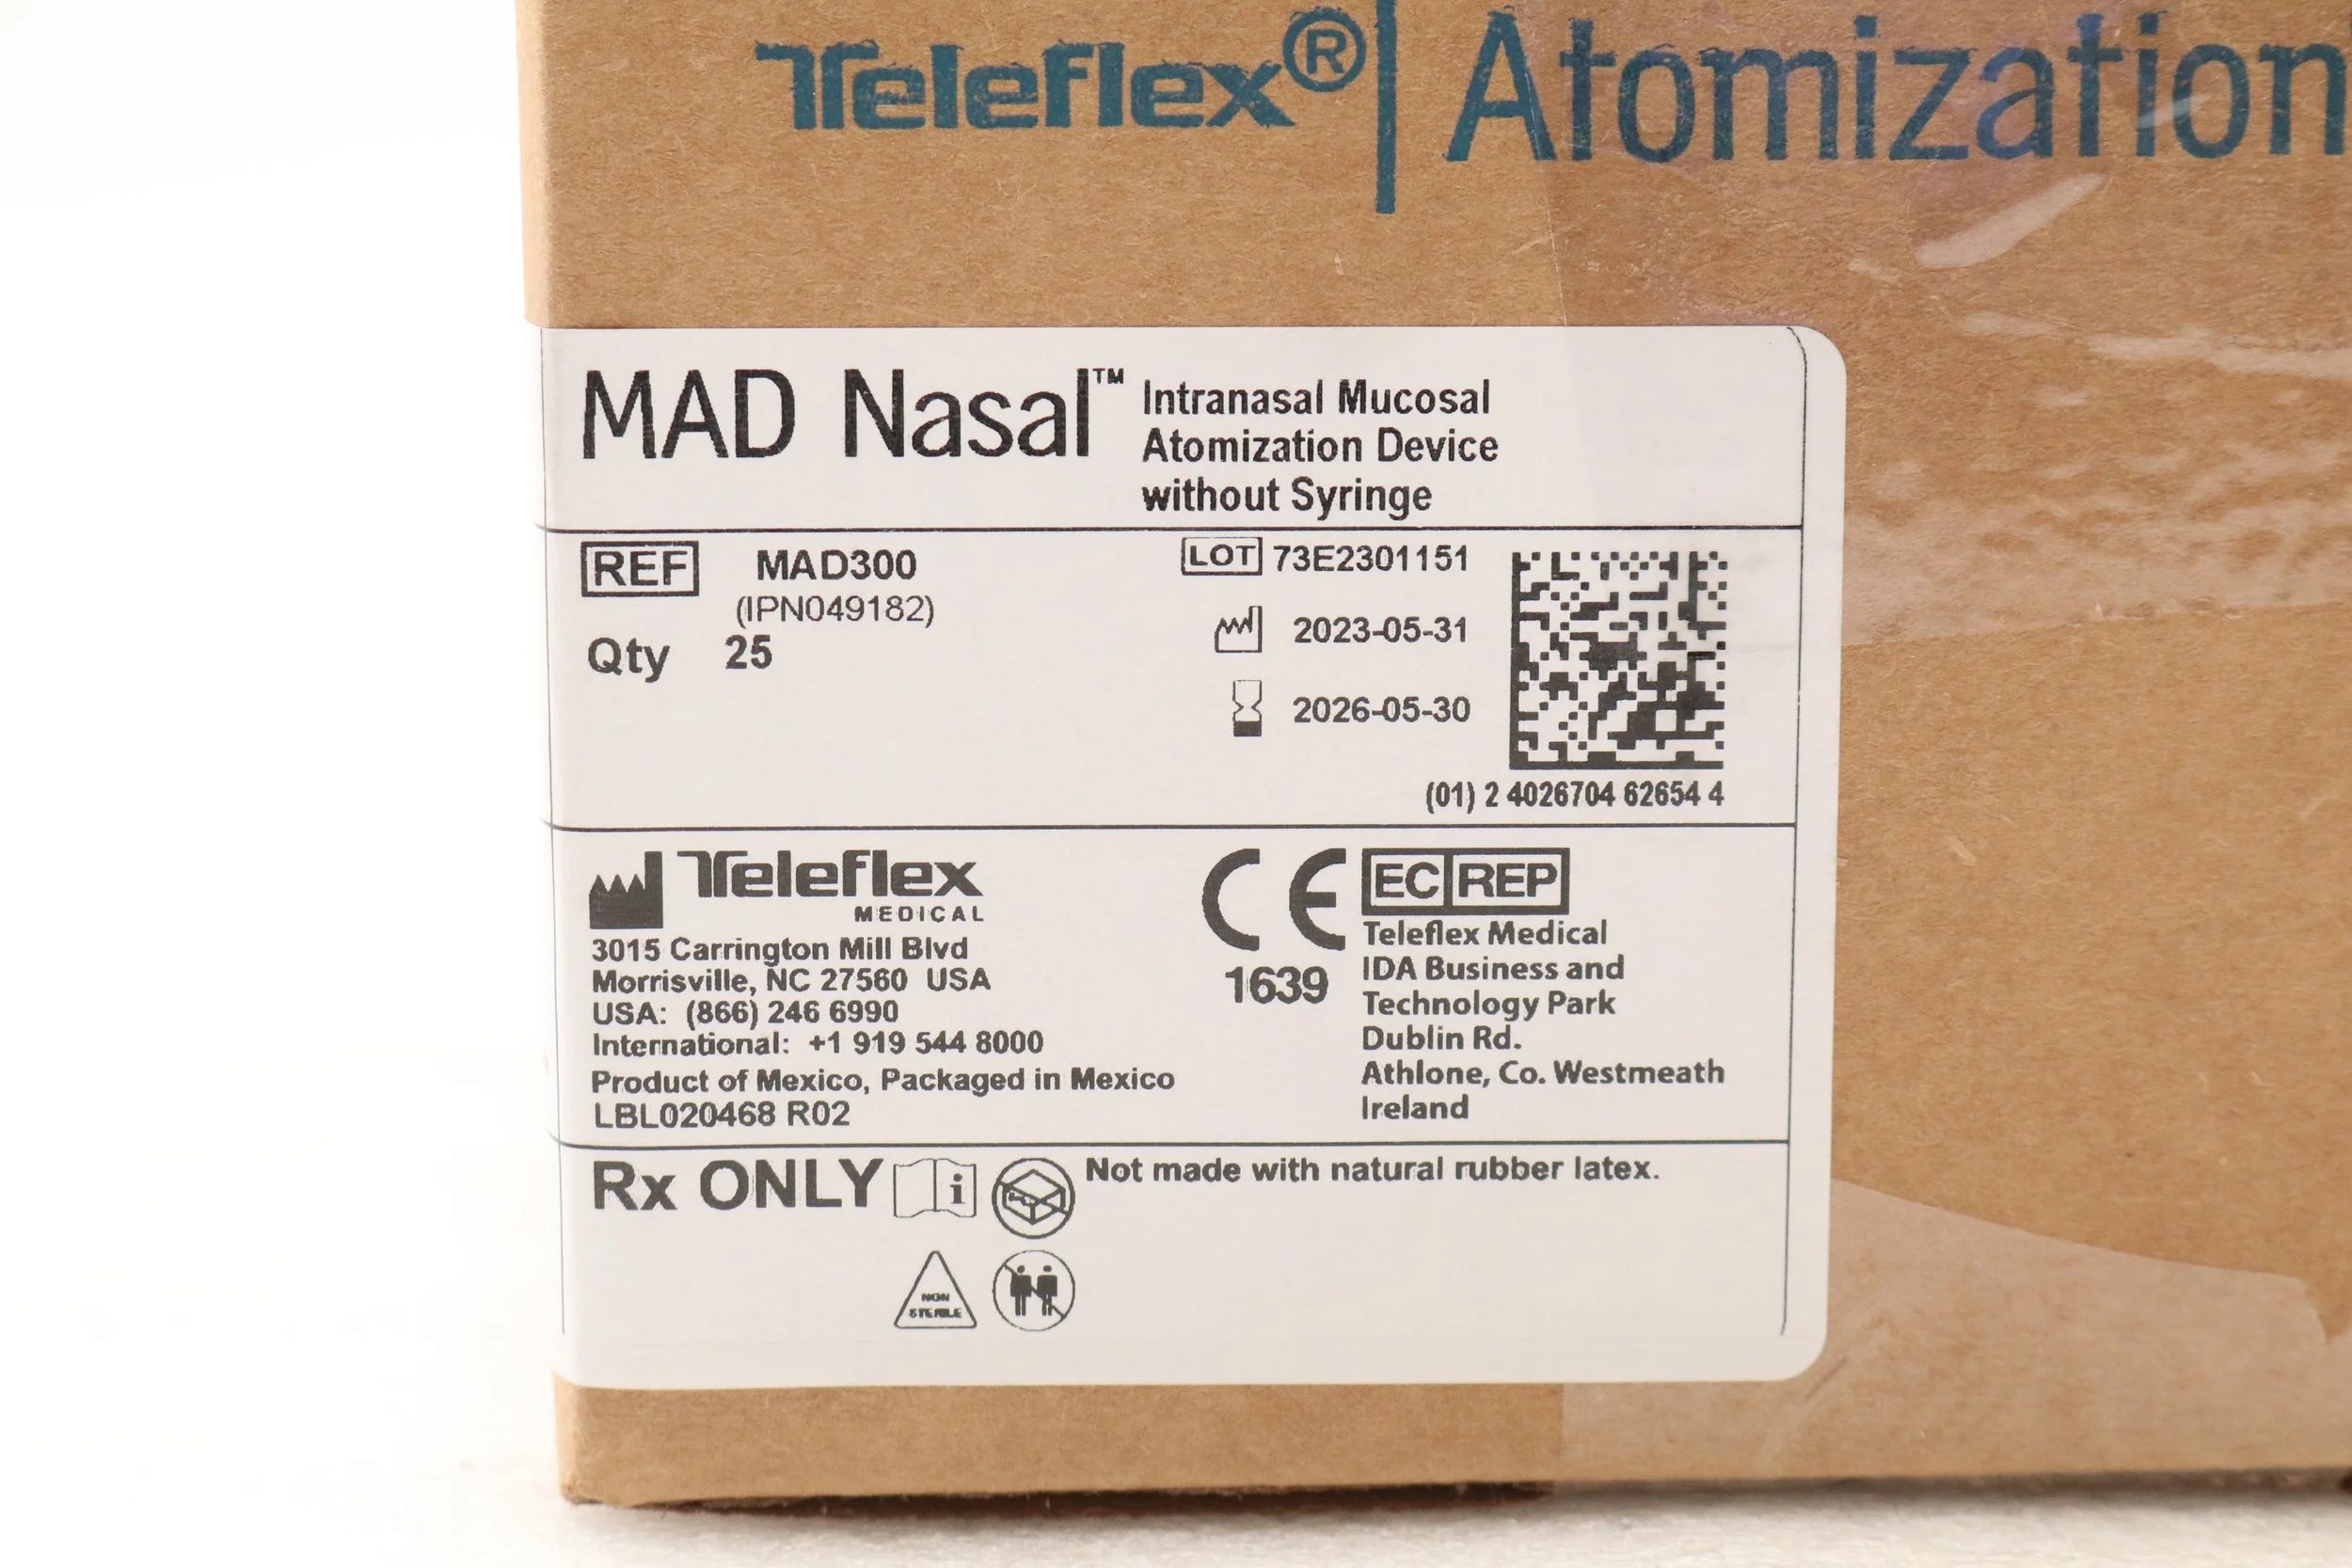 Teleflex® | Atomization
MAD Nasal™
Intranasal Mucosal
Atomization Device
without Syringe
REF MAD300
(IPN049182)
Qty 25
LOT 73E2301151
2023-05-31
2026-05-30
(01) 2 4026704 62654 4
Teleflex
MEDICAL
3015 Carrington Mill Blvd
Morrisville, NC 27560 USA
USA: (866) 246 6990
International: +1 919 544 8000
Product of Mexico, Packaged in Mexico
LBL020468 R02
CE
1639
EC REP
Teleflex Medical
IDA Business and
Technology Park
Dublin Rd.
Athlone, Co. Westmeath
Ireland
Rx ONLY
i
Not made with natural rubber latex.
NON
STERILE